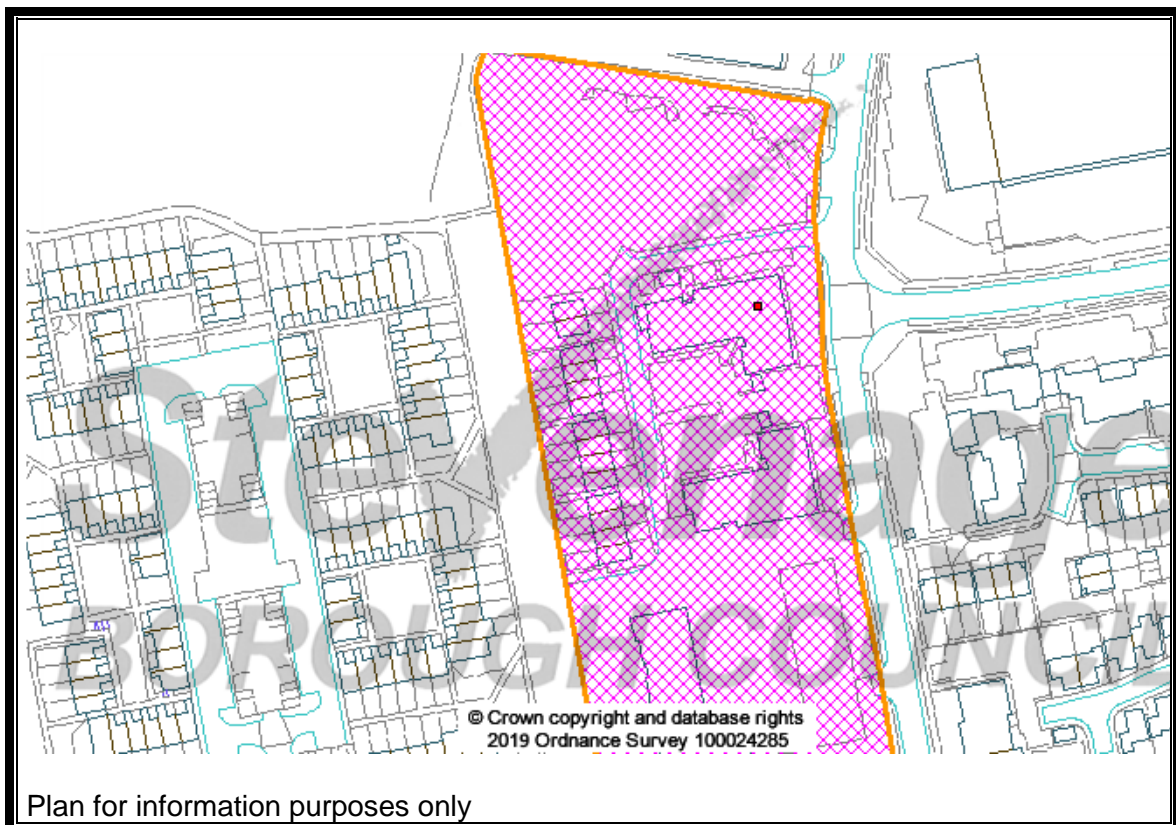 Stevenage
BOROUGH COUNCIL
© Crown copyright and database rights
2019 Ordnance Survey 100024285
Plan for information purposes only